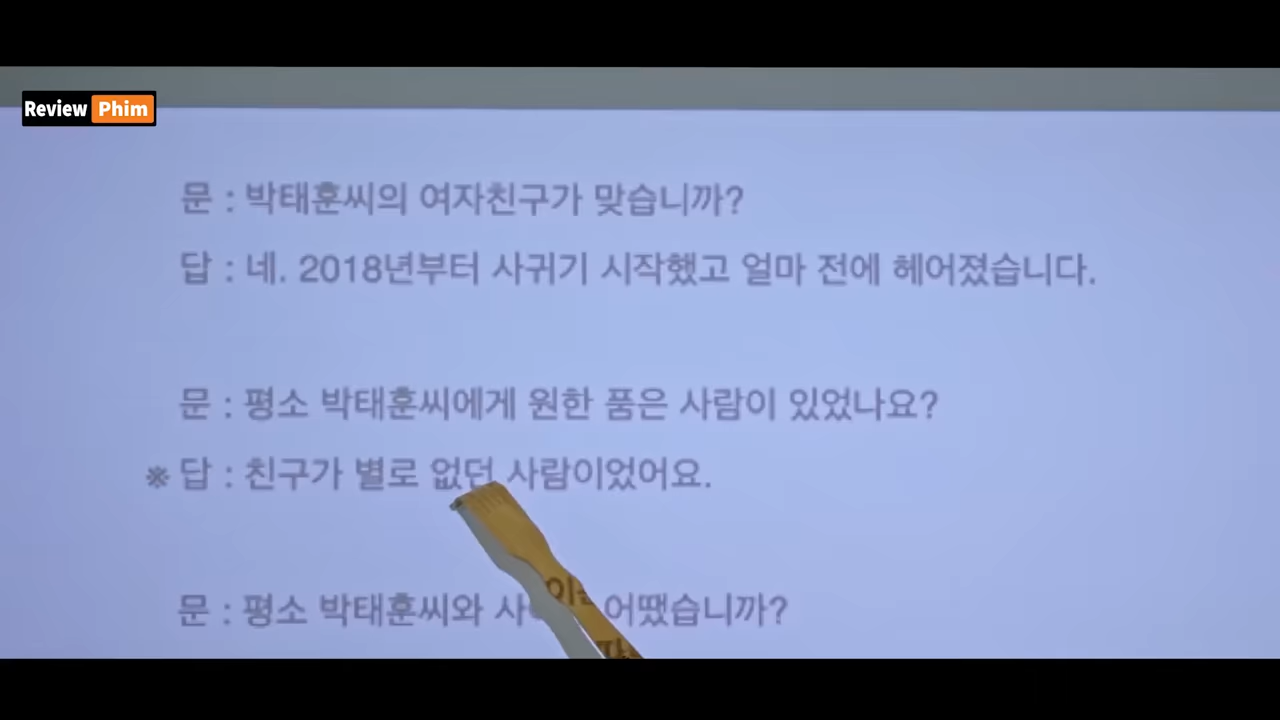 Review Phim
문 : 박태훈씨의 여자친구가 맞습니까?
답 : 네. 2018년부터 사귀기 시작했고 얼마 전에 헤어졌습니다.
문 : 평소 박태훈씨에게 원한 품은 사람이 있었나요?
※ 답 : 친구가 별로 없던 사람이었어요.
문 : 평소 박태훈씨와 어땠습니까?